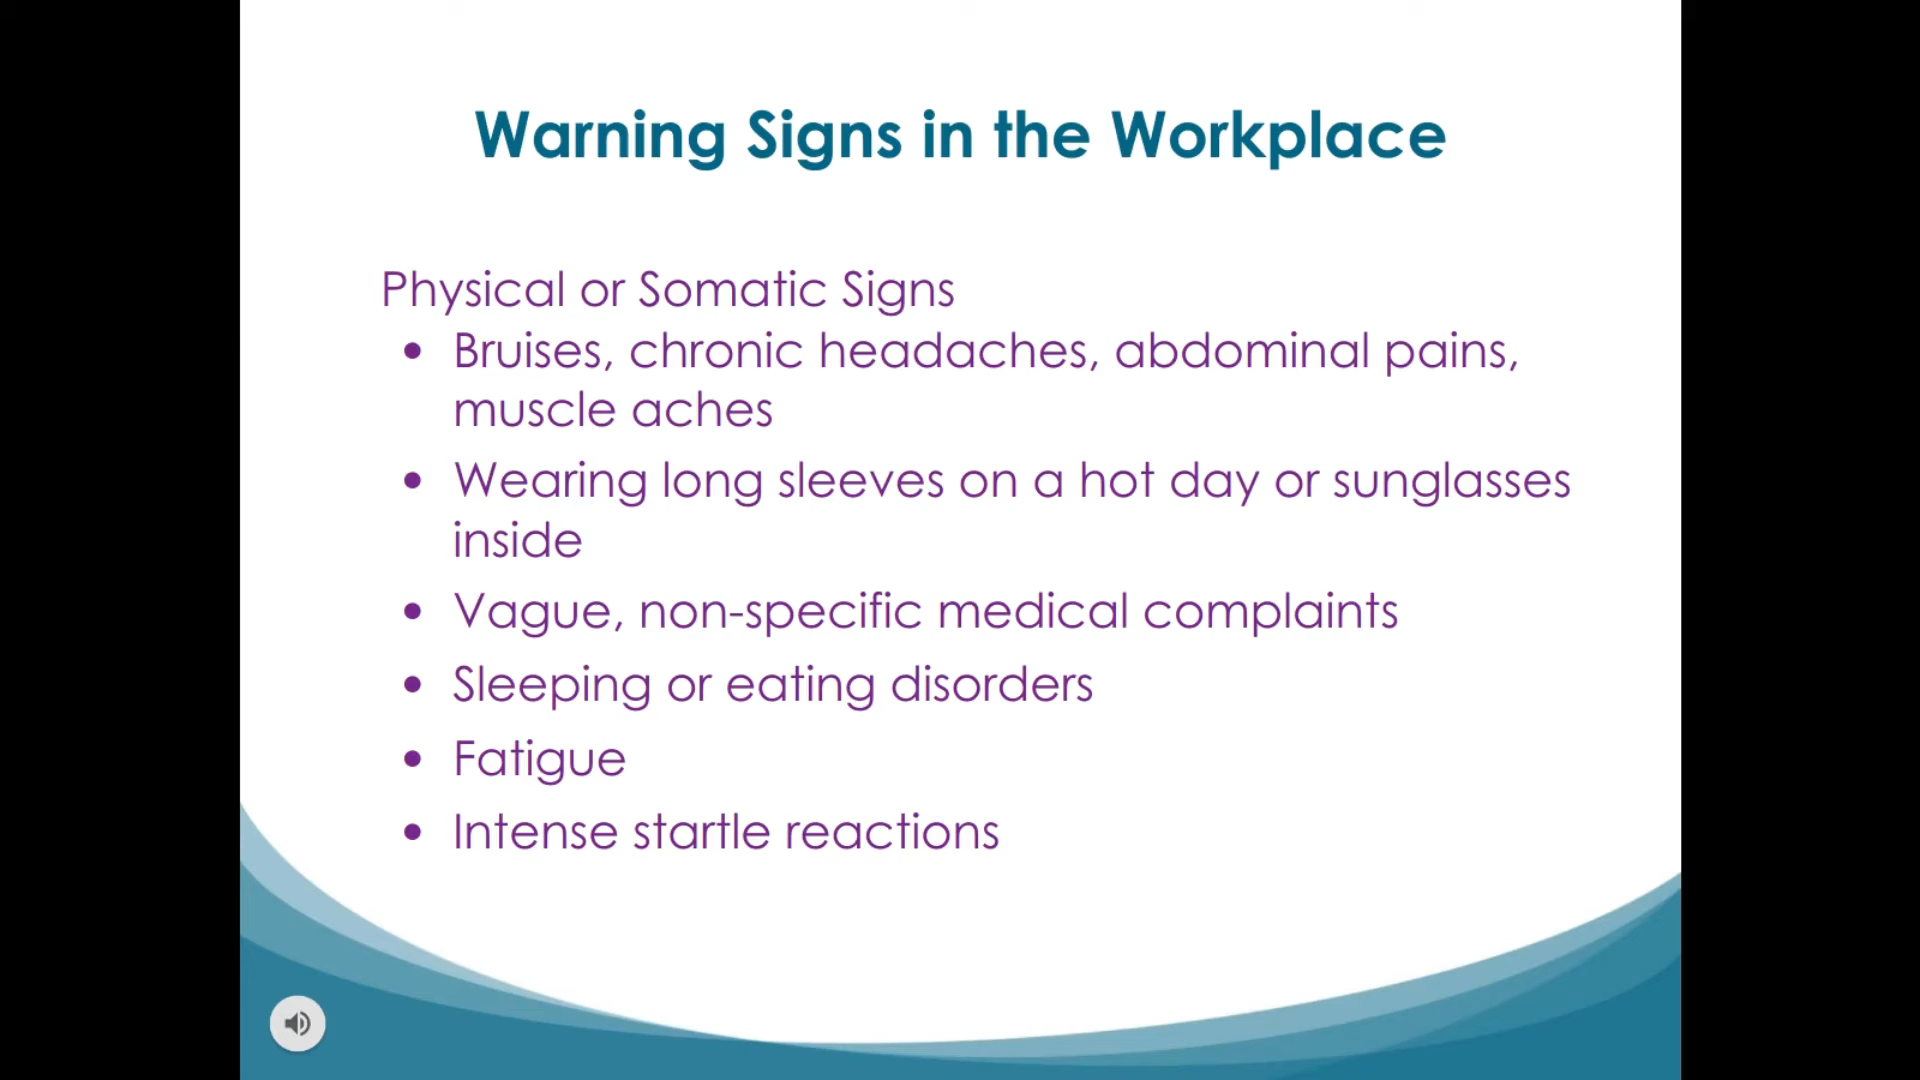 Warning Signs in the Workplace
Physical or Somatic Signs
• Bruises, chronic headaches, abdominal pains,
muscle aches
• Wearing long sleeves on a hot day or sunglasses
inside
• Vague, non-specific medical complaints
• Sleeping or eating disorders
• Fatigue
• Intense startle reactions